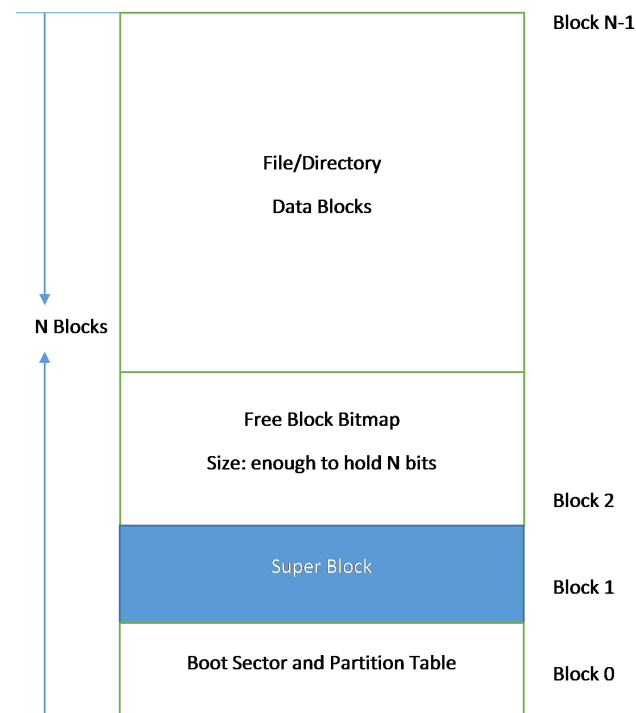 Block N-1
File/Directory
Data Blocks
N Blocks
Free Block Bitmap
Size: enough to hold N bits
Block 2
Super Block
Block 1
Boot Sector and Partition Table
Block 0